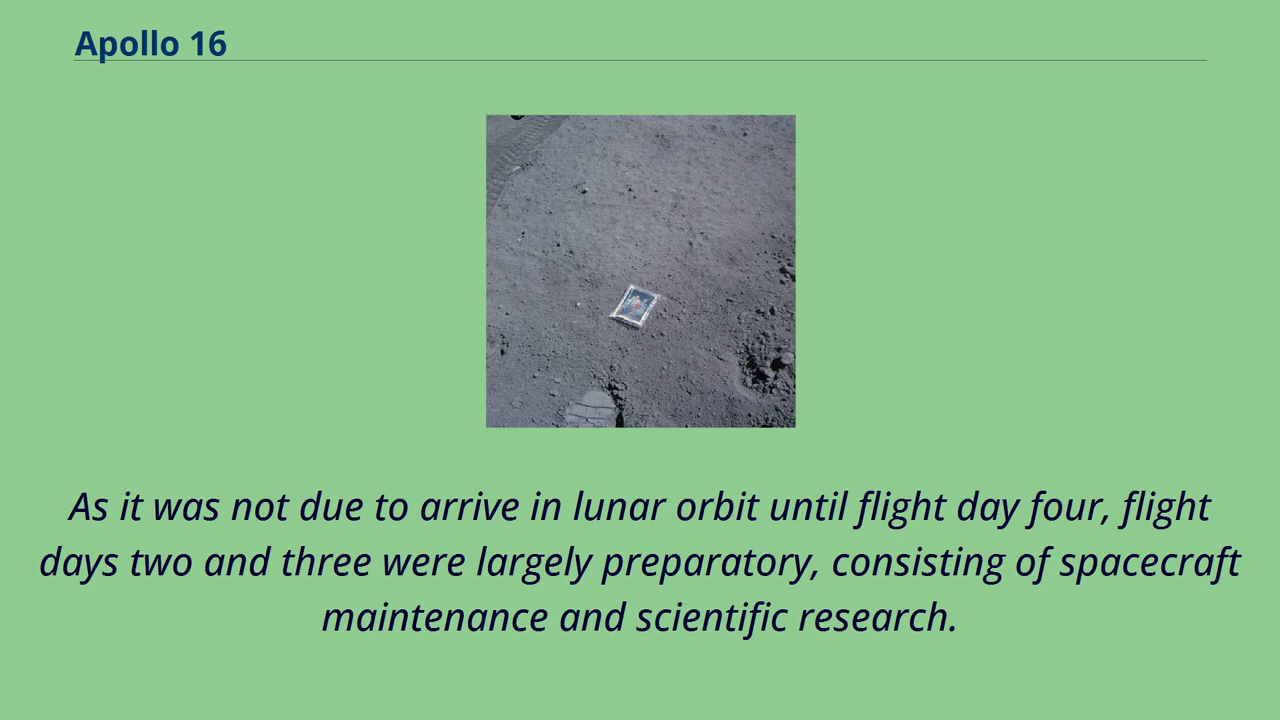 Apollo 16
As it was not due to arrive in lunar orbit until flight day four, flight
days two and three were largely preparatory, consisting of spacecraft
maintenance and scientific research.